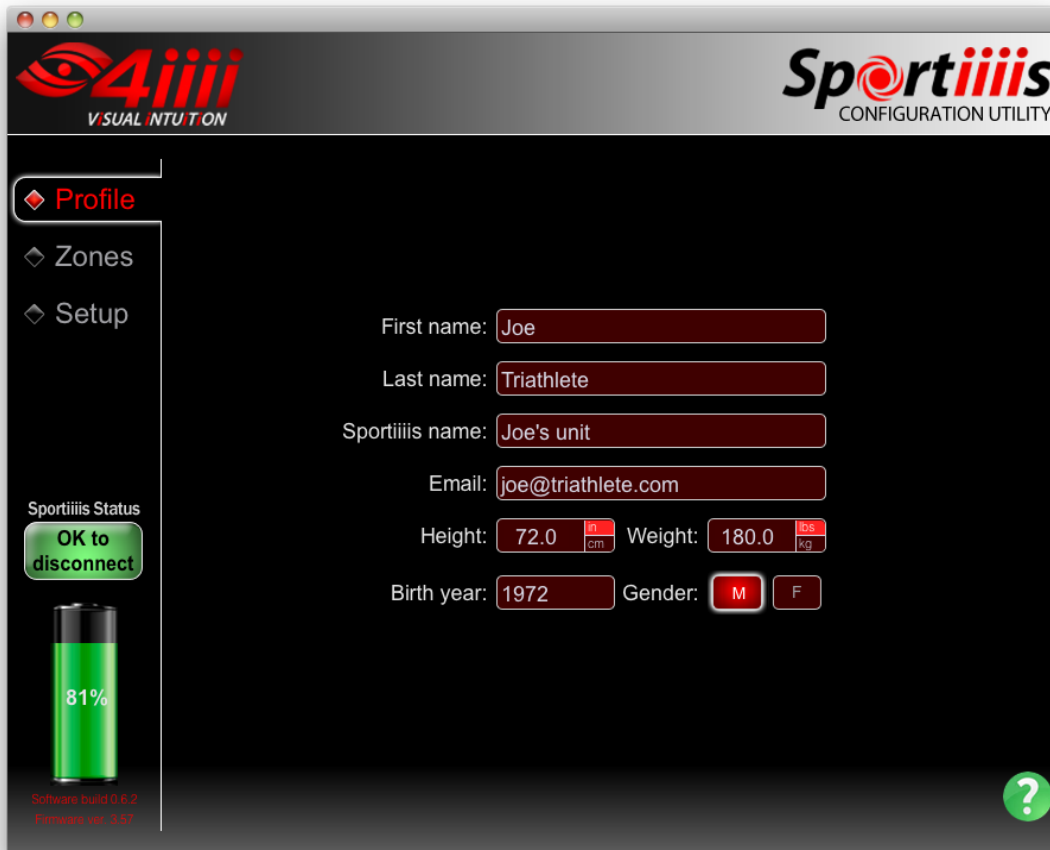 4iiii
VISUAL INTUITION
Sportiiiis
CONFIGURATION UTILITY
Profile
Zones
Setup
First name: Joe
Last name: Triathlete
Sportiiiis name: Joe's unit
Email: joe@triathlete.com
Height: 72.0 in cm Weight: 180.0 lbs kg
Birth year: 1972 Gender: M F
Sportiiiis Status
OK to
disconnect
81%
Software build 0.6.2
Firmware ver. 3.57
?